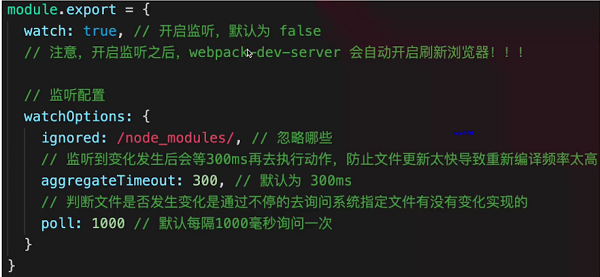 module.export = {
watch: true, // 开启监听，默认为 false
// 注意，开启监听之后，webpack-dev-server 会自动开启刷新浏览器！！！
// 监听配置
watchOptions: {
ignored: /node_modules/, // 忽略哪些
// 监听到变化发生后会等300ms再去执行动作，防止文件更新太快导致重新编译频率太高
aggregateTimeout: 300, // 默认为 300ms
// 判断文件是否发生变化是通过不停的去询问系统指定文件有没有变化实现的
poll: 1000 // 默认每隔1000毫秒询问一次
}
}